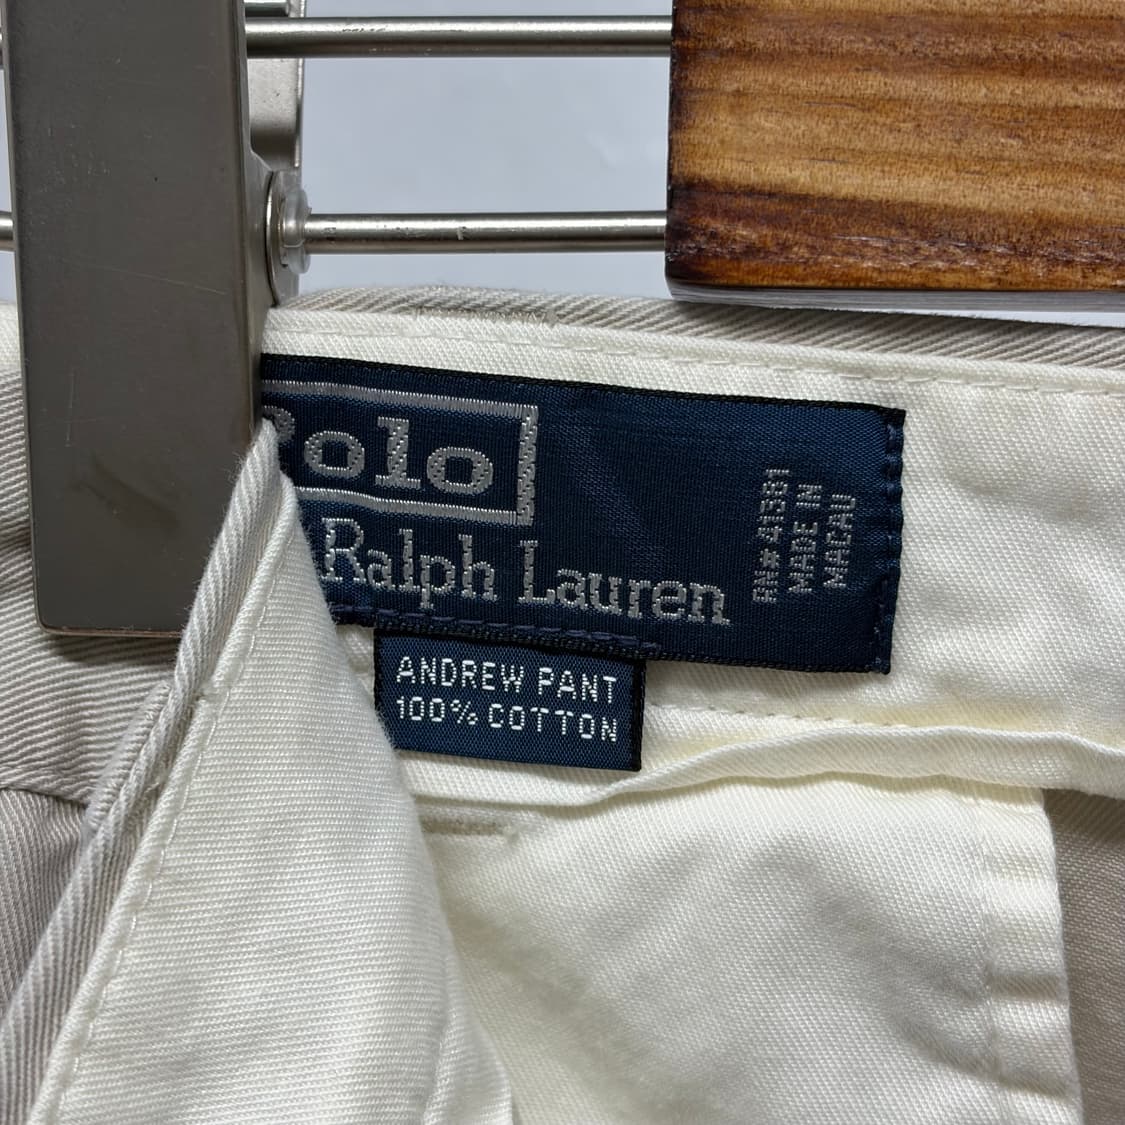 Polo
Ralph Lauren
RN# 41381
MADE IN
MACAU
ANDREW PANT
100% COTTON